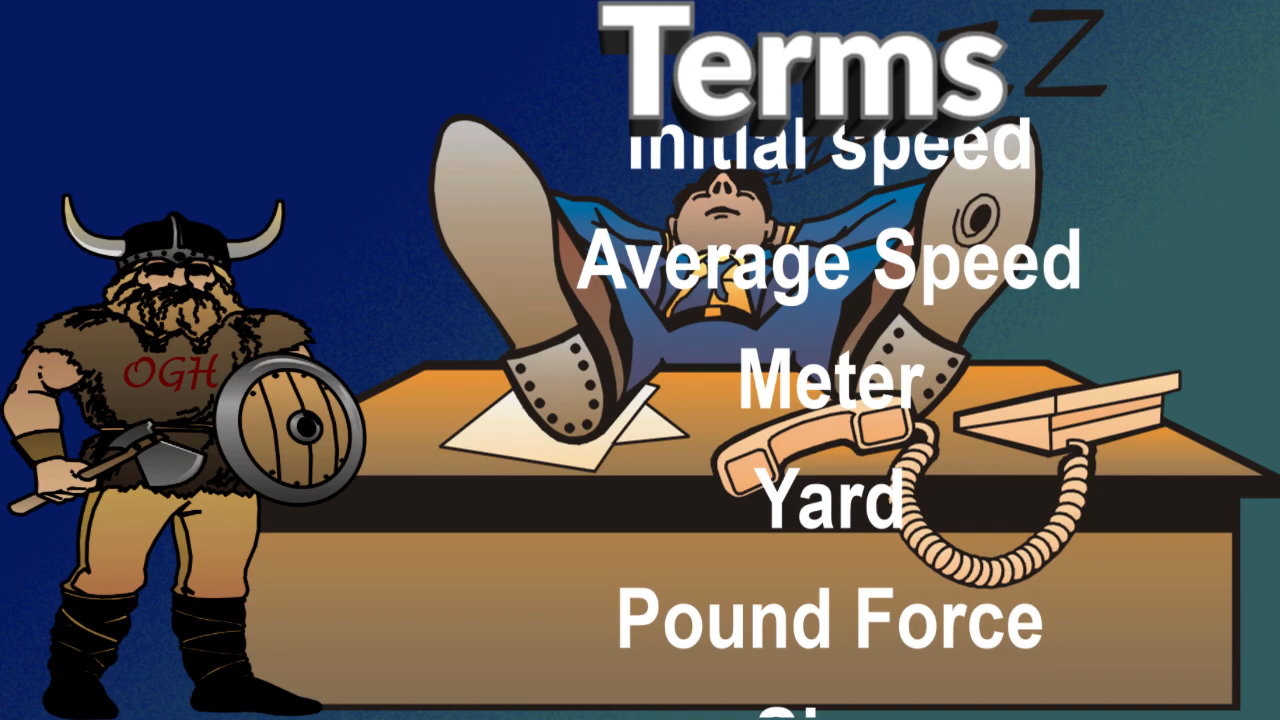 Terms
Z
Initial speed
Average Speed
Meter
OGH
Yard
Pound Force